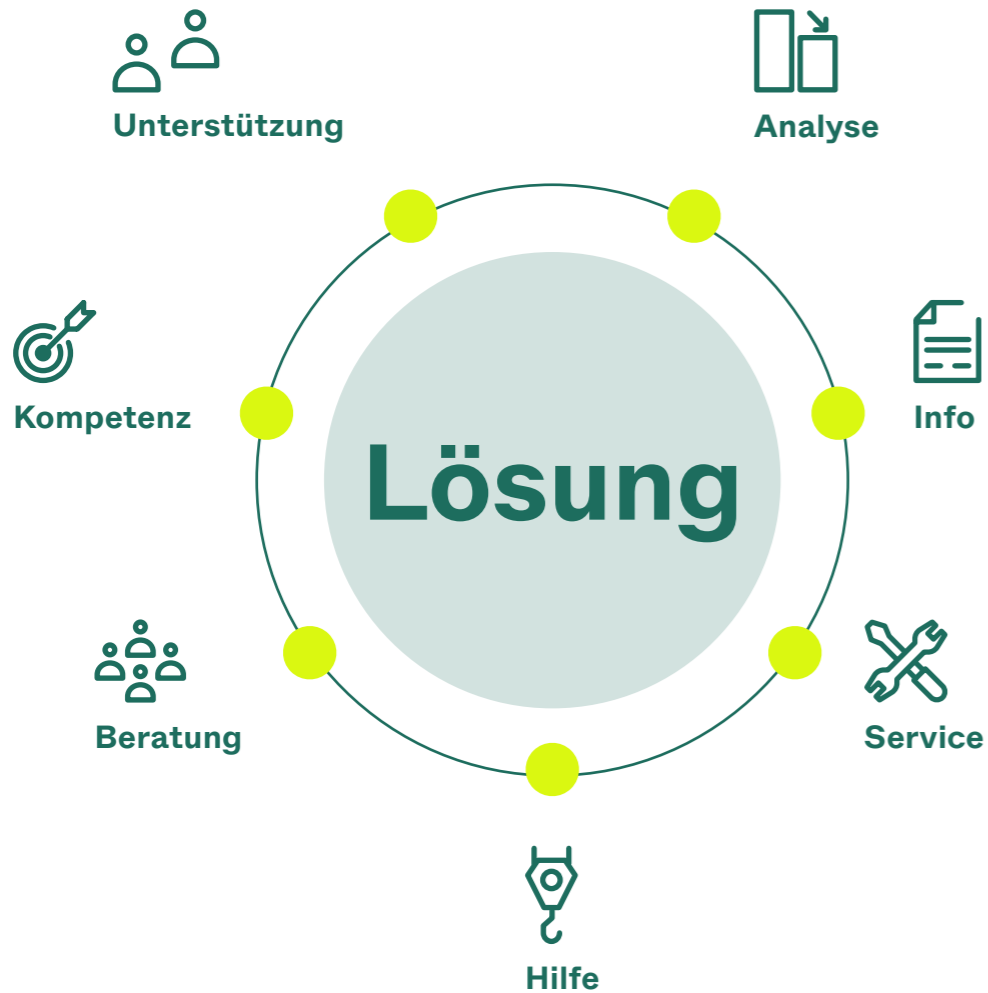 Unterstützung
Analyse
Kompetenz
Info
Lösung
Beratung
Service
Hilfe